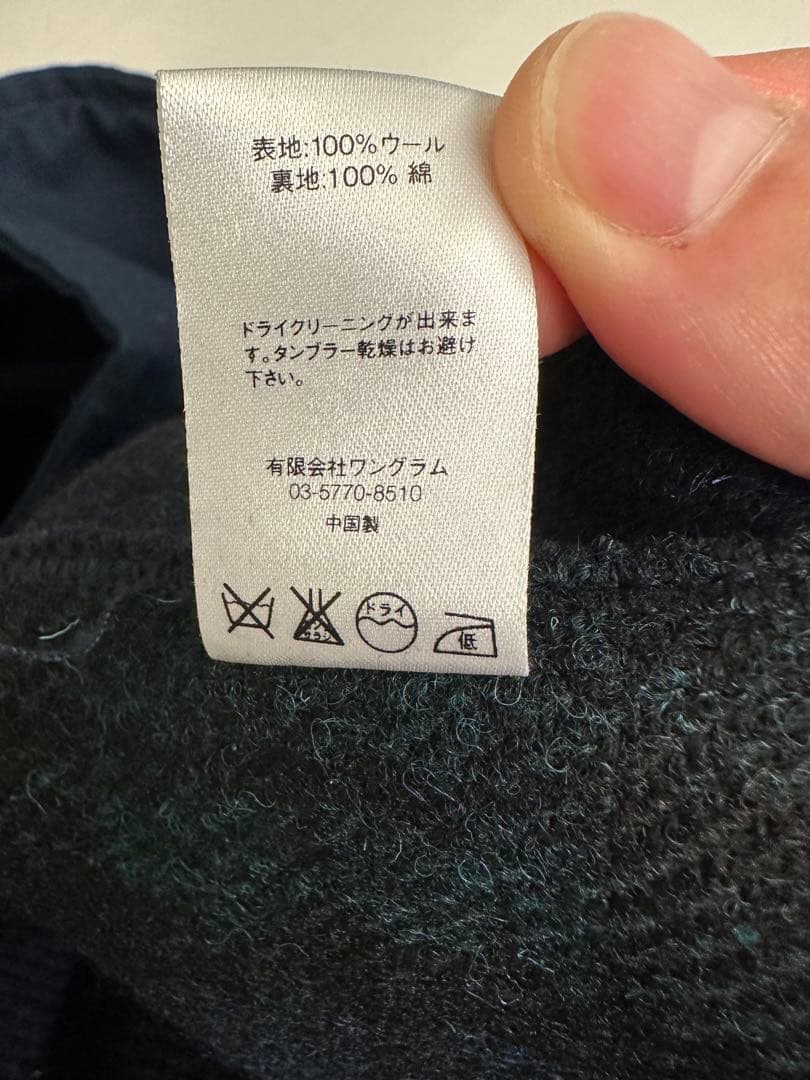 表地:100%ウール
裏地:100% 綿
ドライクリーニングが出来ま
す。タンブラー乾燥はお避け
下さい。
有限会社ワングラム
03-5770-8510
中国製
ドライ 低